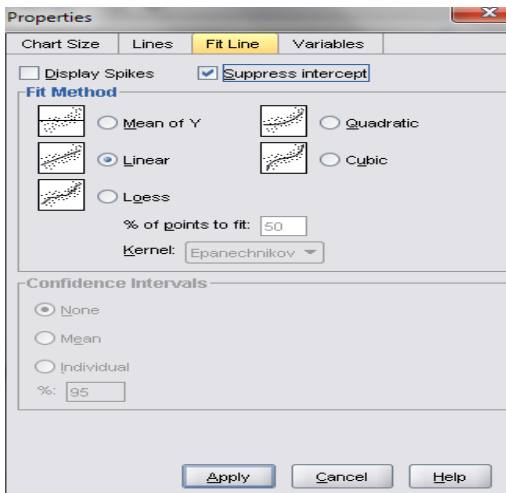 Properties
Chart Size Lines Fit Line Variables
Display Spikes Suppress intercept
Fit Method
Mean of Y Quadratic
Linear Cubic
Loess
% of points to fit: 50
Kernel: Epanechnikov
Confidence Intervals
None
Mean
Individual
%: 95
Apply Cancel Help